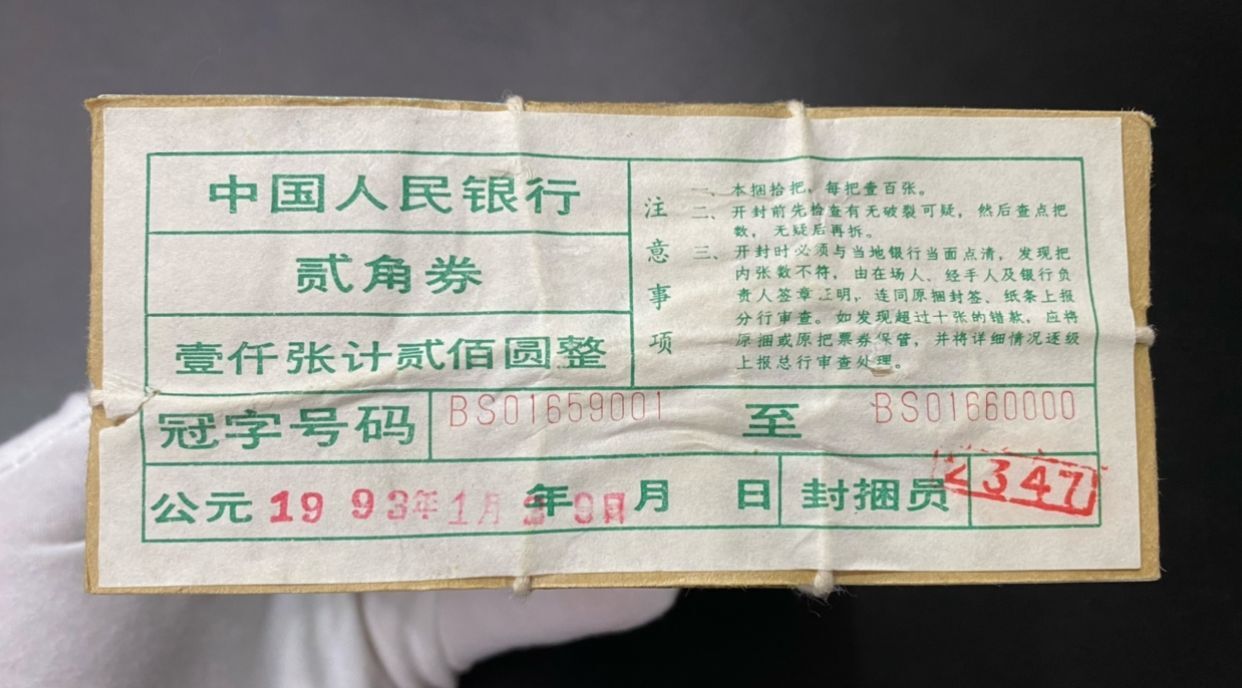 中国人民银行
贰角券
壹仟张计贰佰圆整
注意事项
一、本捆拾把，每把壹百张。
二、开封前先检查有无破裂可疑，然后查点把
数，无疑后再拆。
三、开封时必须与当地银行当面点清，发现把
内张数不符，由在场人、经手人及银行负
责人签章证明，连同原捆封签、纸条上报
分行审查。如发现超过十张的错款，应将
原捆或原把票券保管，并将详细情况逐级
上报总行审查处理。
冠字号码 BS01659001 至 BS01660000
公元 1993年1月 9日 年 月 日 封捆员 2347